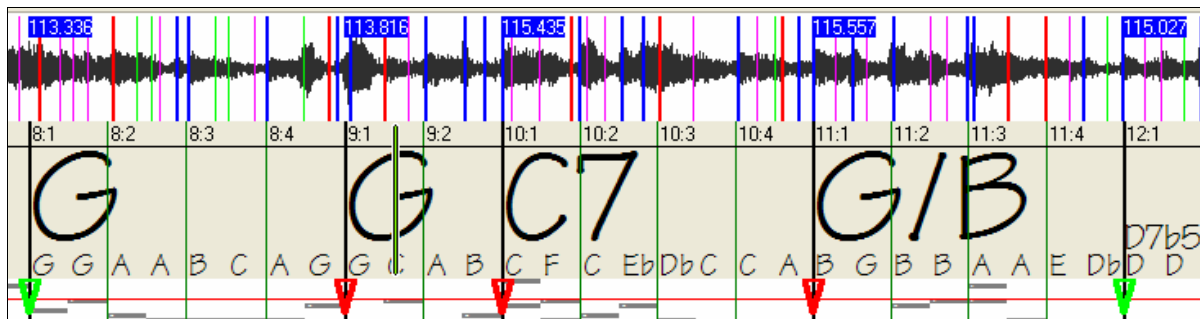 113.336 113.816 115.435 115.557 115.027
8:1 8:2 8:3 8:4 9:1 9:2 10:1 10:2 10:3 10:4 11:1 11:2 11:3 11:4 12:1
G G C7 G/B D7b5
G G A A B C A G G C A B C F C Eb Db C C A B G B B A A E Db D D